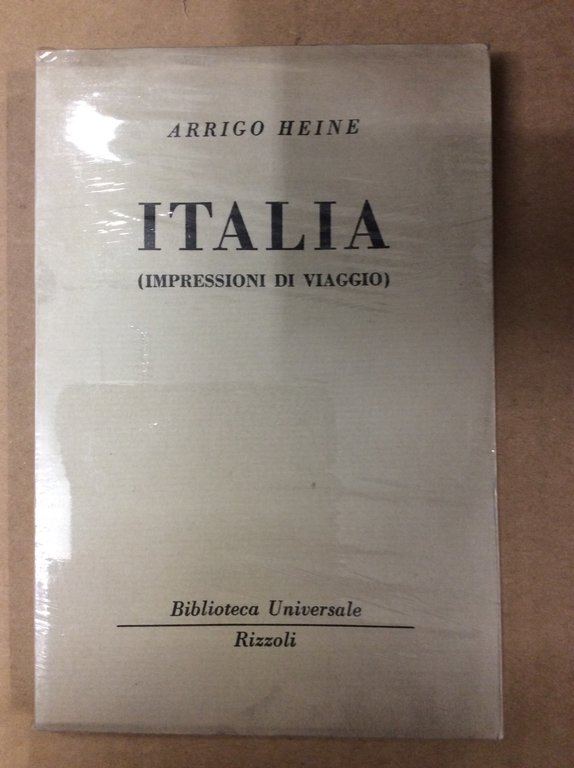 ARRIGO HEINE
ITALIA
(IMPRESSIONI DI VIAGGIO)
Biblioteca Universale
Rizzoli